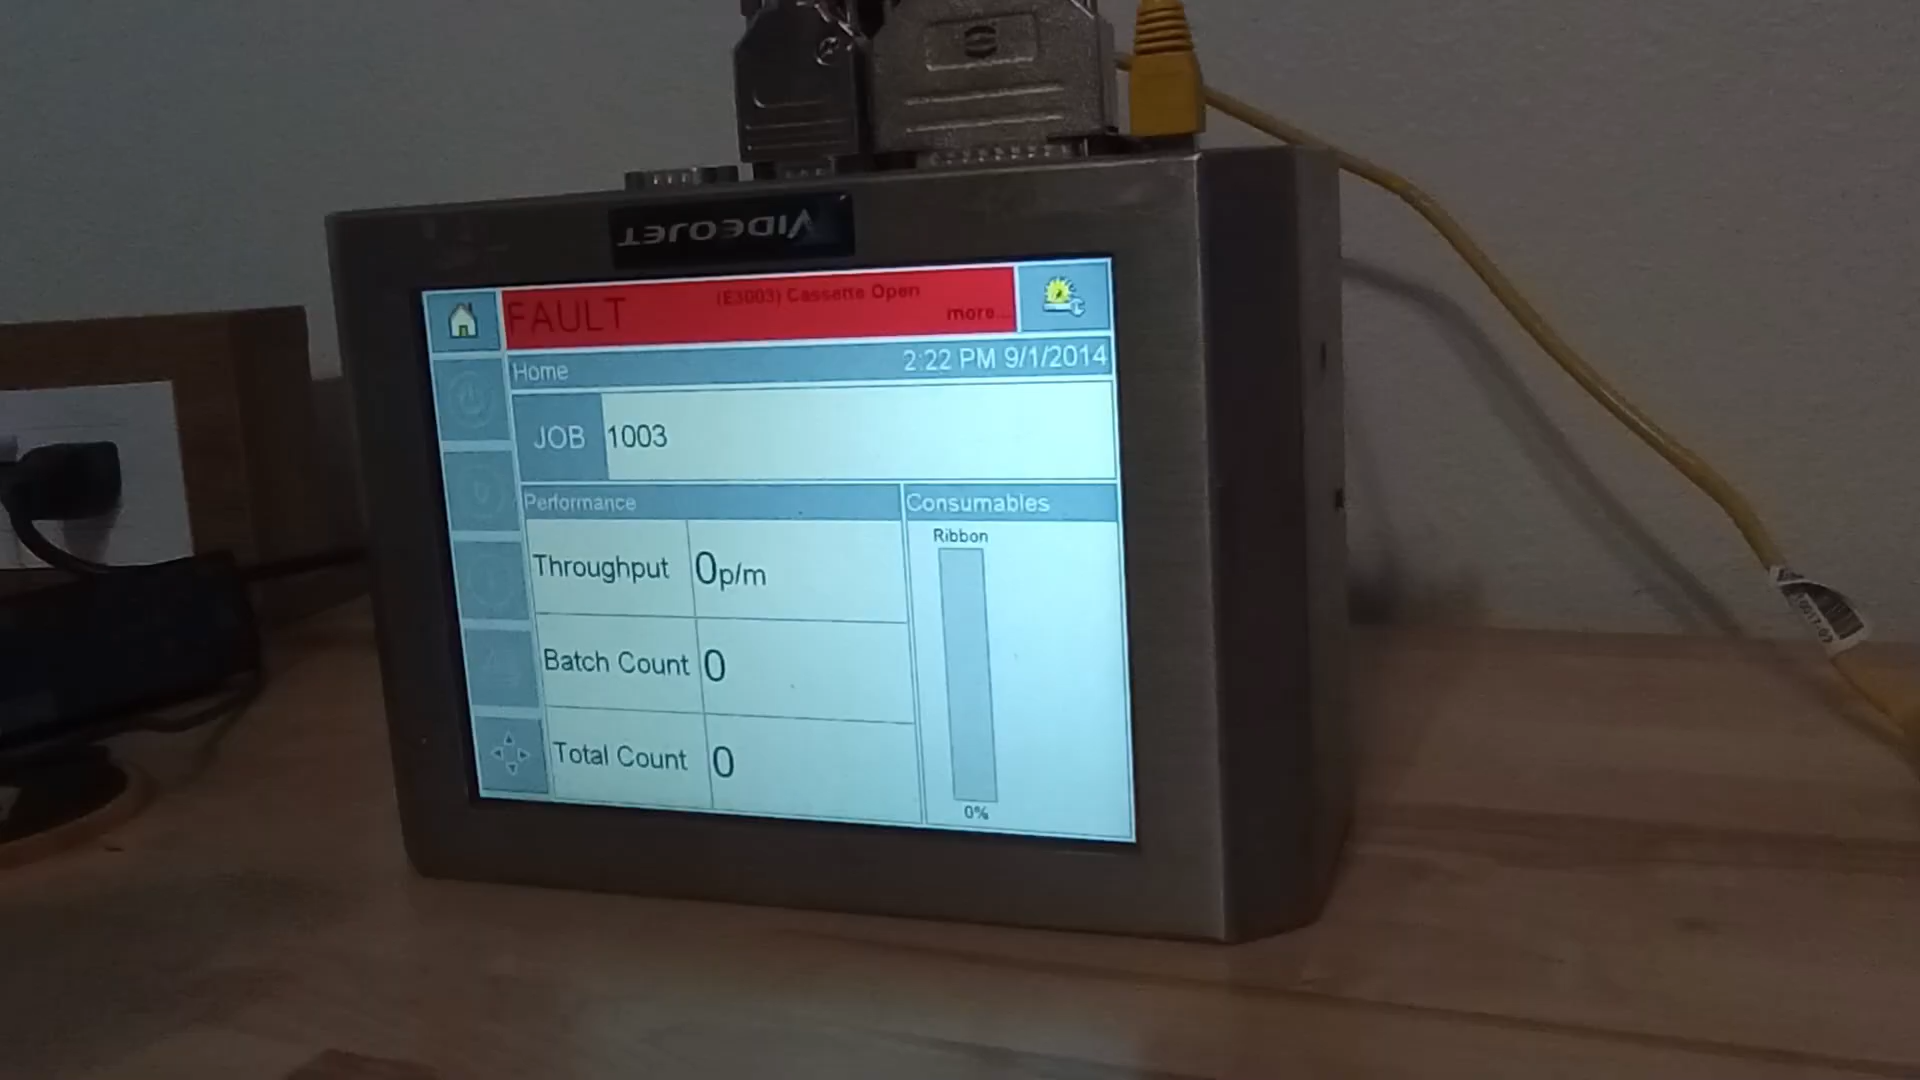 VIDEOJET
FAULT
(E3003) Cassette Open
more...
Home
2:22 PM 9/1/2014
JOB
1003
Performance
Consumables
Ribbon
Throughput
0p/m
Batch Count
0
Total Count
0
0%